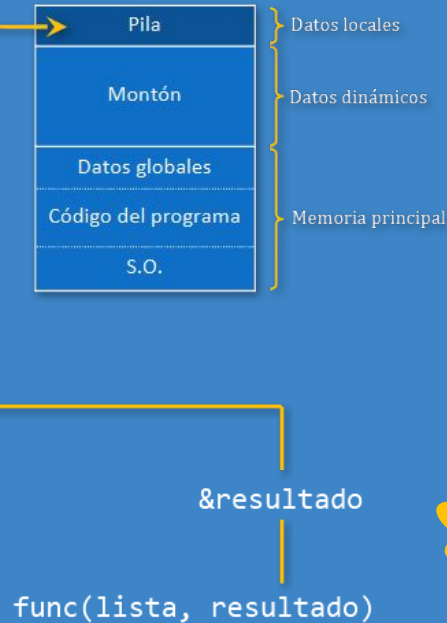 Pila
Datos locales
Montón
Datos dinámicos
Datos globales
Código del programa
Memoria principal
S.O.
&resultado
func(lista, resultado)